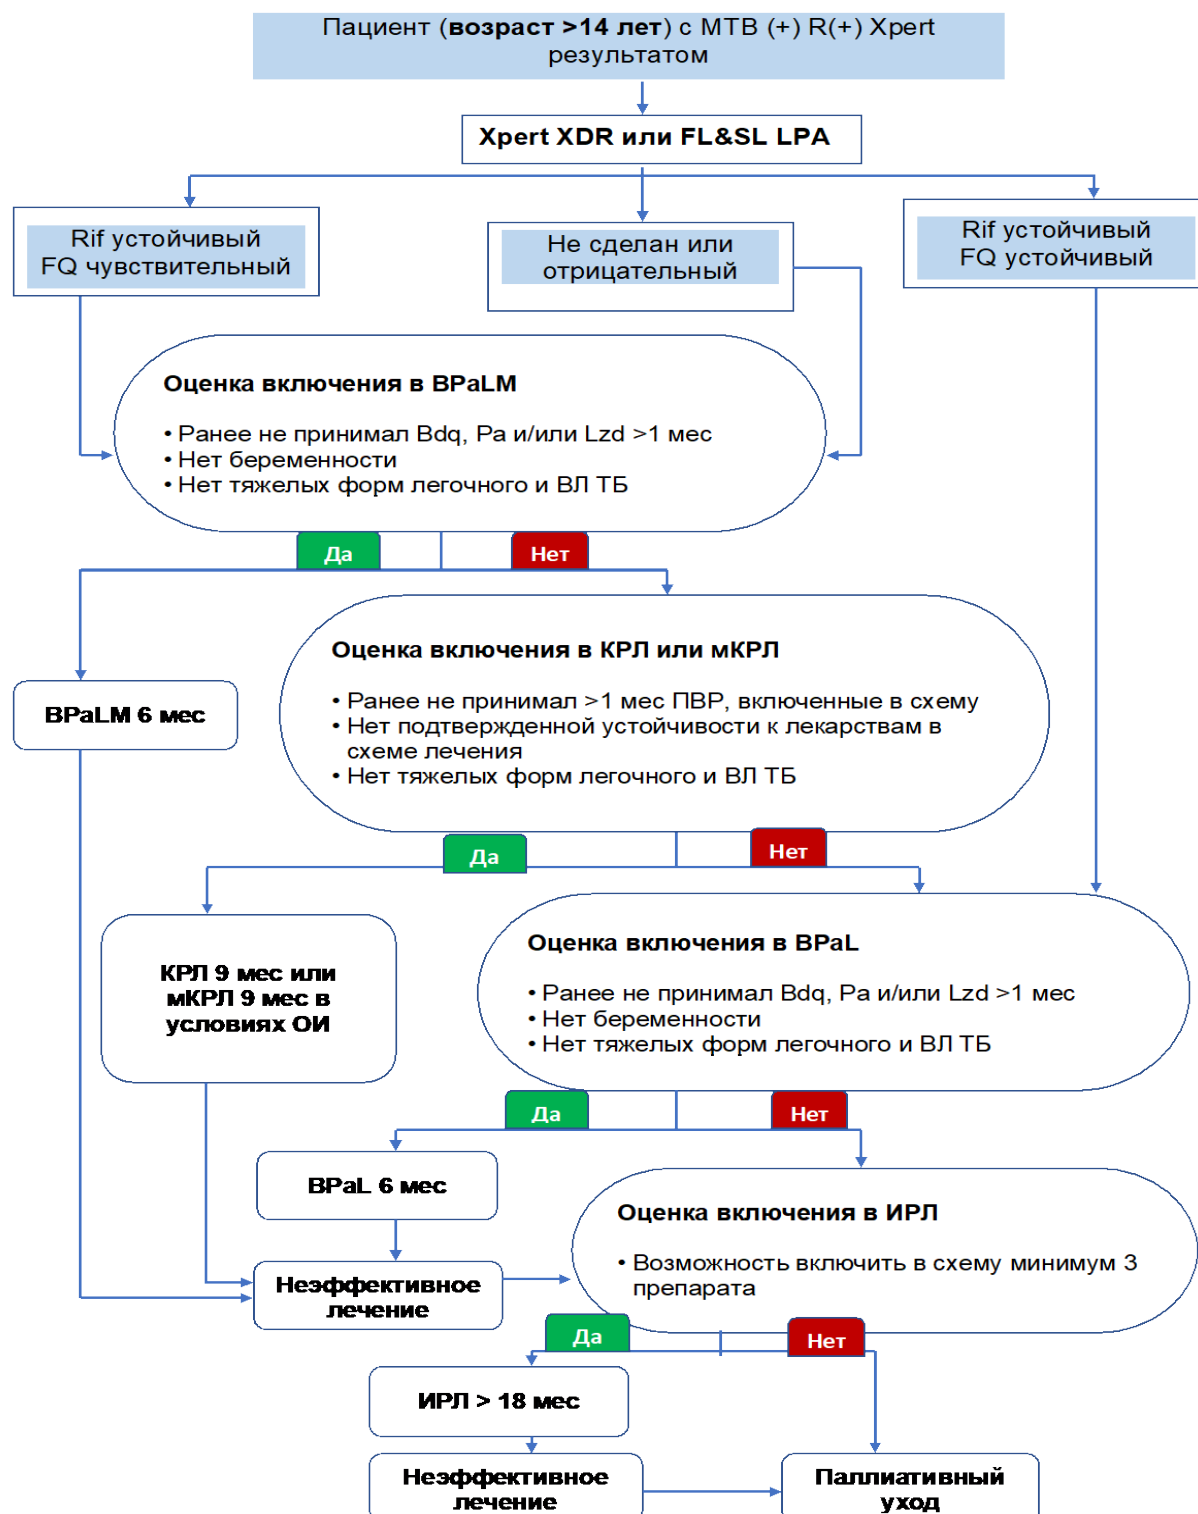 Пациент (возраст >14 лет) с МТВ (+) R(+) Xpert
результатом
Xpert XDR или FL&SL LPA
Rif устойчивый
FQ чувствительный
Не сделан или
отрицательный
Rif устойчивый
FQ устойчивый
Оценка включения в BPaLM
• Ранее не принимал Bdq, Pa и/или Lzd >1 мес
• Нет беременности
• Нет тяжелых форм легочного и ВЛ ТБ
Да
Нет
BPaLM 6 мес
Оценка включения в КРЛ или мКРЛ
• Ранее не принимал >1 мес ПВР, включенные в схему
• Нет подтвержденной устойчивости к лекарствам в
схеме лечения
• Нет тяжелых форм легочного и ВЛ ТБ
Да
Нет
КРЛ 9 мес или
мКРЛ 9 мес в
условиях ОИ
Оценка включения в BPaL
• Ранее не принимал Bdq, Pa и/или Lzd >1 мес
• Нет беременности
• Нет тяжелых форм легочного и ВЛ ТБ
Да
Нет
BPaL 6 мес
Оценка включения в ИРЛ
• Возможность включить в схему минимум 3
препарата
Неэффективное
лечение
Да
Нет
ИРЛ > 18 мес
Неэффективное
лечение
Паллиативный
уход